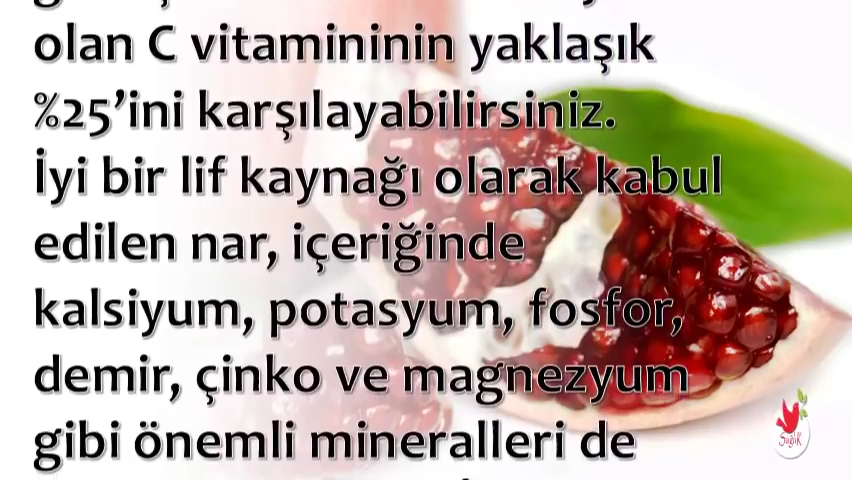 olan C vitamininin yaklaşık
%25’ini karşılayabilirsiniz.
İyi bir lif kaynağı olarak kabul
edilen nar, içeriğinde
kalsiyum, potasyum, fosfor,
demir, çinko ve magnezyum
gibi önemli mineralleri de
Sağlık